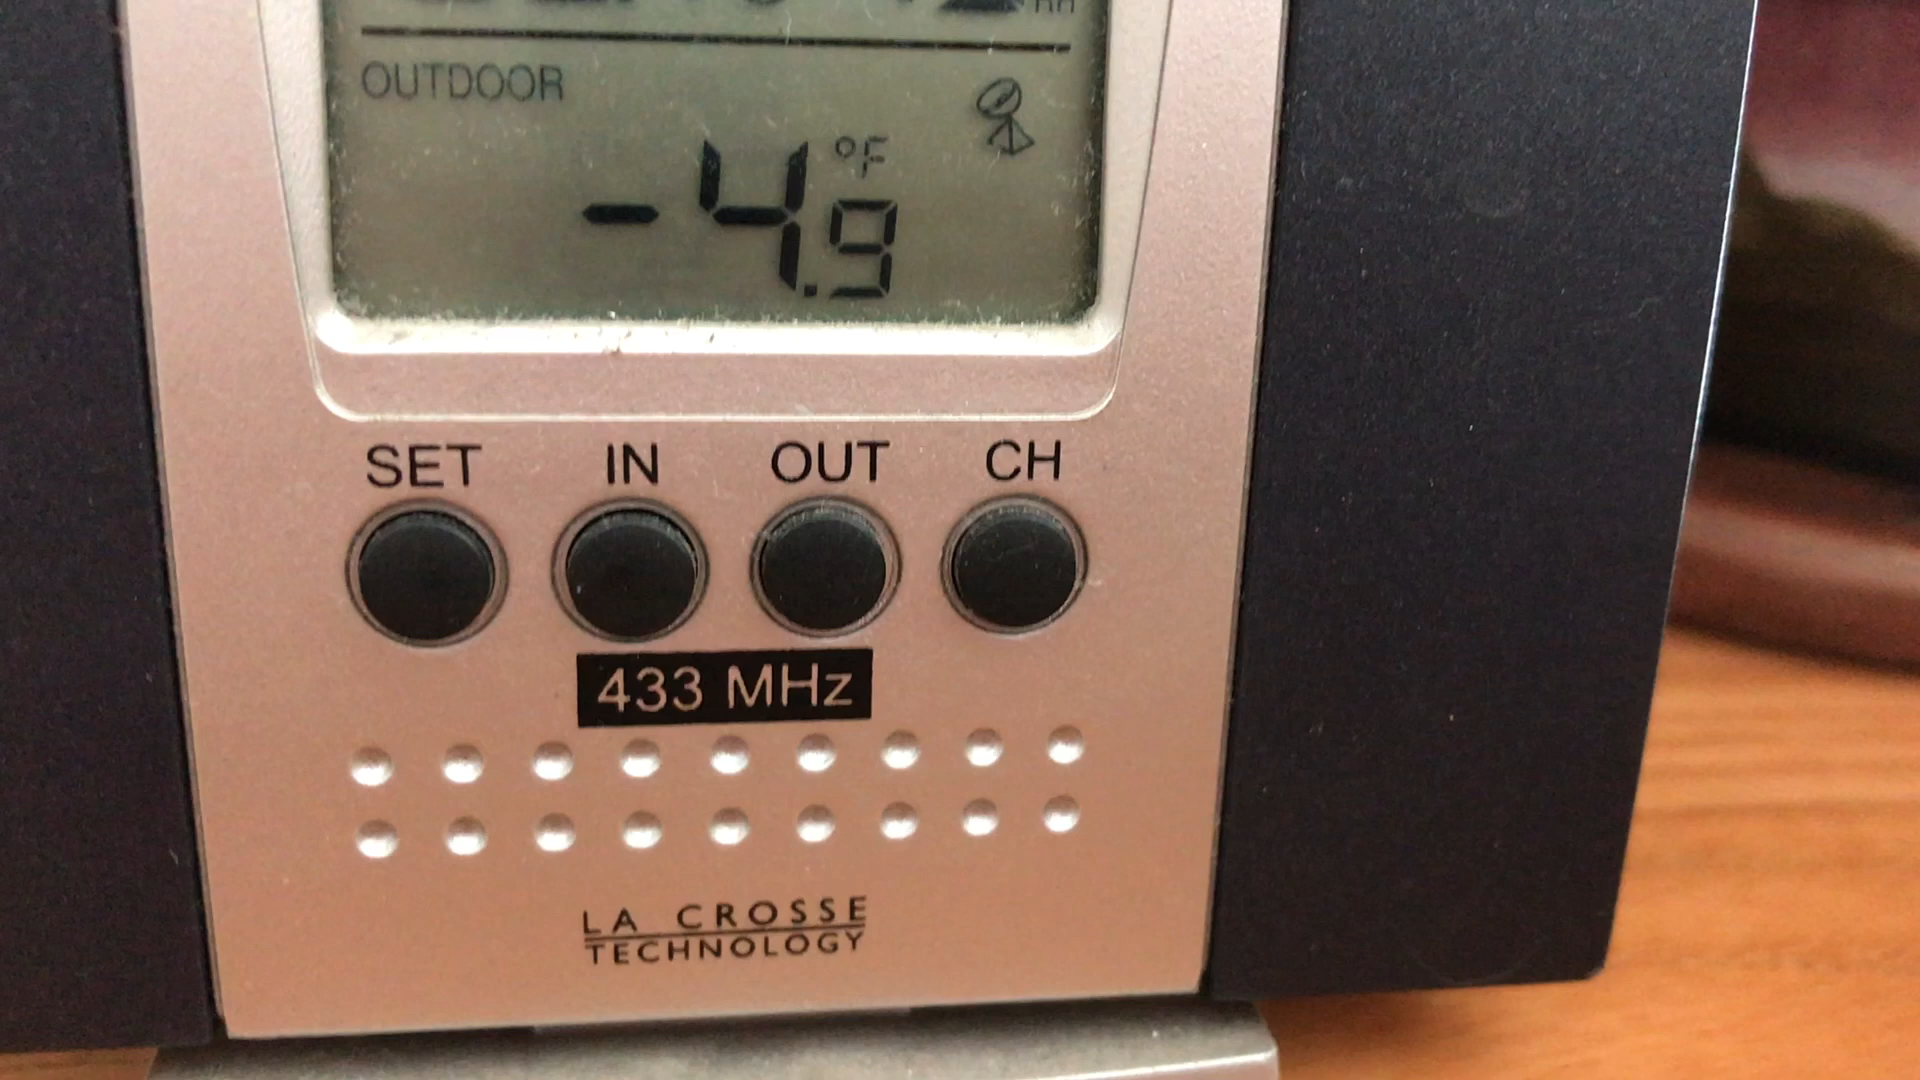 OUTDOOR
-4.9 °F
SET IN OUT CH
433 MHz
LA CROSSE
TECHNOLOGY